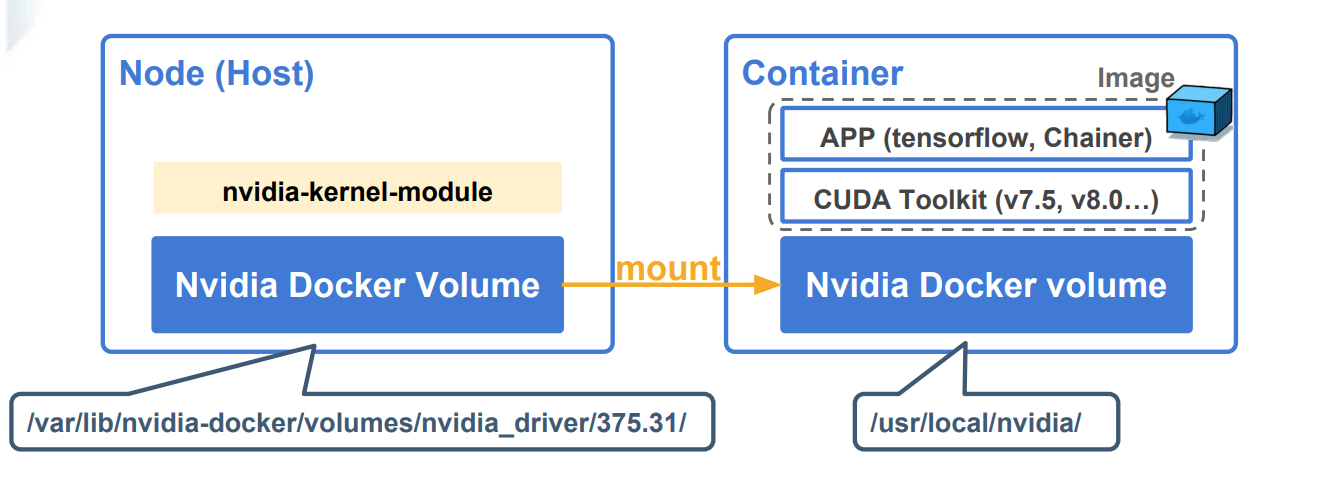 Node (Host)
nvidia-kernel-module
Nvidia Docker Volume
/var/lib/nvidia-docker/volumes/nvidia_driver/375.31/
mount
Container
Image
APP (tensorflow, Chainer)
CUDA Toolkit (v7.5, v8.0…)
Nvidia Docker volume
/usr/local/nvidia/